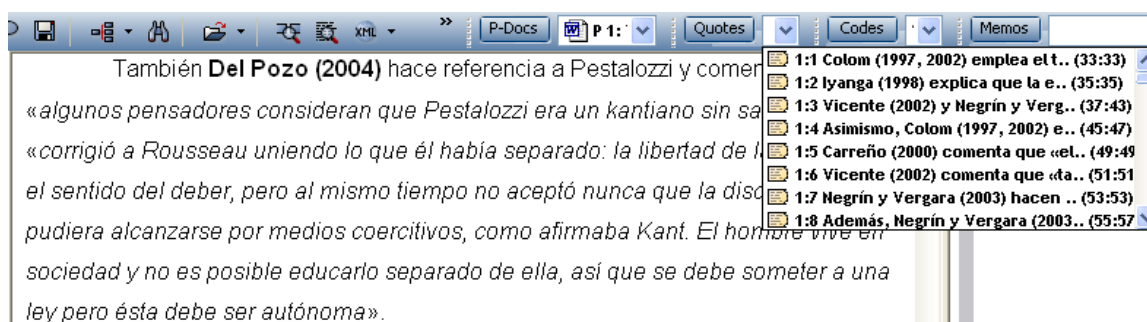 XML » P-Docs P 1: Quotes Codes Memos
1:1 Colom (1997, 2002) emplea el t.. (33:33)
1:2 Iyanga (1998) explica que la e.. (35:35)
1:3 Vicente (2002) y Negrín y Verg.. (37:43)
1:4 Asimismo, Colom (1997, 2002) e.. (45:47)
1:5 Carreño (2000) comenta que «el.. (49:49
1:6 Vicente (2002) comenta que «ta.. (51:51
1:7 Negrín y Vergara (2003) hacen .. (53:53)
1:8 Además, Negrín y Vergara (2003.. (55:57
También Del Pozo (2004) hace referencia a Pestalozzi y comen
«algunos pensadores consideran que Pestalozzi era un kantiano sin sa
«corrigió a Rousseau uniendo lo que él había separado: la libertad de l
el sentido del deber, pero al mismo tiempo no aceptó nunca que la disc
pudiera alcanzarse por medios coercitivos, como afirmaba Kant. El hombre vive en
sociedad y no es posible educarlo separado de ella, así que se debe someter a una
ley pero ésta debe ser autónoma».